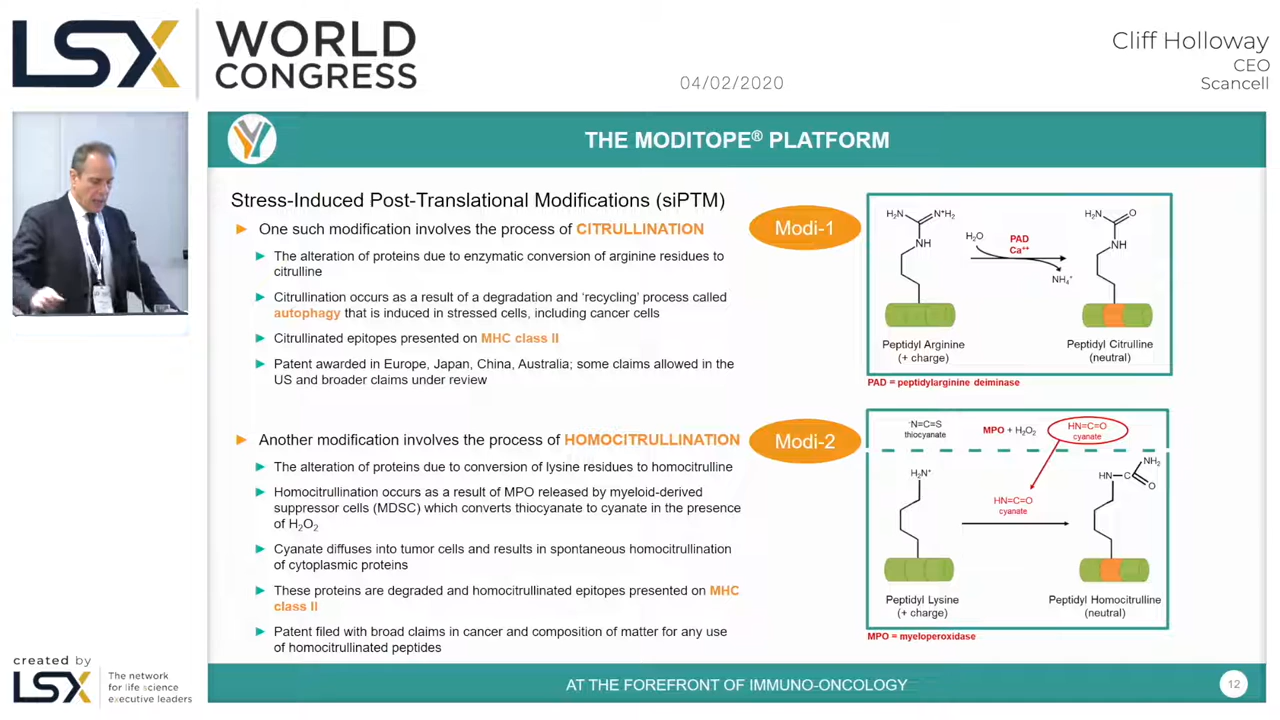 LSX
WORLD
CONGRESS
04/02/2020
Cliff Holloway
CEO
Scancell
THE MODITOPE® PLATFORM
Stress-Induced Post-Translational Modifications (siPTM)
One such modification involves the process of CITRULLINATION
The alteration of proteins due to enzymatic conversion of arginine residues to
citrulline
Citrullination occurs as a result of a degradation and ‘recycling’ process called
autophagy that is induced in stressed cells, including cancer cells
Citrullinated epitopes presented on MHC class II
Patent awarded in Europe, Japan, China, Australia; some claims allowed in the
US and broader claims under review
Modi-1
H₂N
N⁺H₂
NH
H₂O
PAD
Ca⁺⁺
NH₄⁺
H₂N
O
NH
Peptidyl Arginine
(+ charge)
Peptidyl Citrulline
(neutral)
PAD = peptidylarginine deiminase
Another modification involves the process of HOMOCITRULLINATION
The alteration of proteins due to conversion of lysine residues to homocitrulline
Homocitrullination occurs as a result of MPO released by myeloid-derived
suppressor cells (MDSC) which converts thiocyanate to cyanate in the presence
of H₂O₂
Cyanate diffuses into tumor cells and results in spontaneous homocitrullination
of cytoplasmic proteins
These proteins are degraded and homocitrullinated epitopes presented on MHC
class II
Patent filed with broad claims in cancer and composition of matter for any use
of homocitrullinated peptides
Modi-2
⁻N=C=S
thiocyanate
MPO + H₂O₂
HN=C=O
cyanate
H₃N⁺
HN=C=O
cyanate
NH₂
HN
C
O
Peptidyl Lysine
(+ charge)
Peptidyl Homocitrulline
(neutral)
MPO = myeloperoxidase
created by
LSX
The network
for life science
executive leaders
AT THE FOREFRONT OF IMMUNO-ONCOLOGY
12